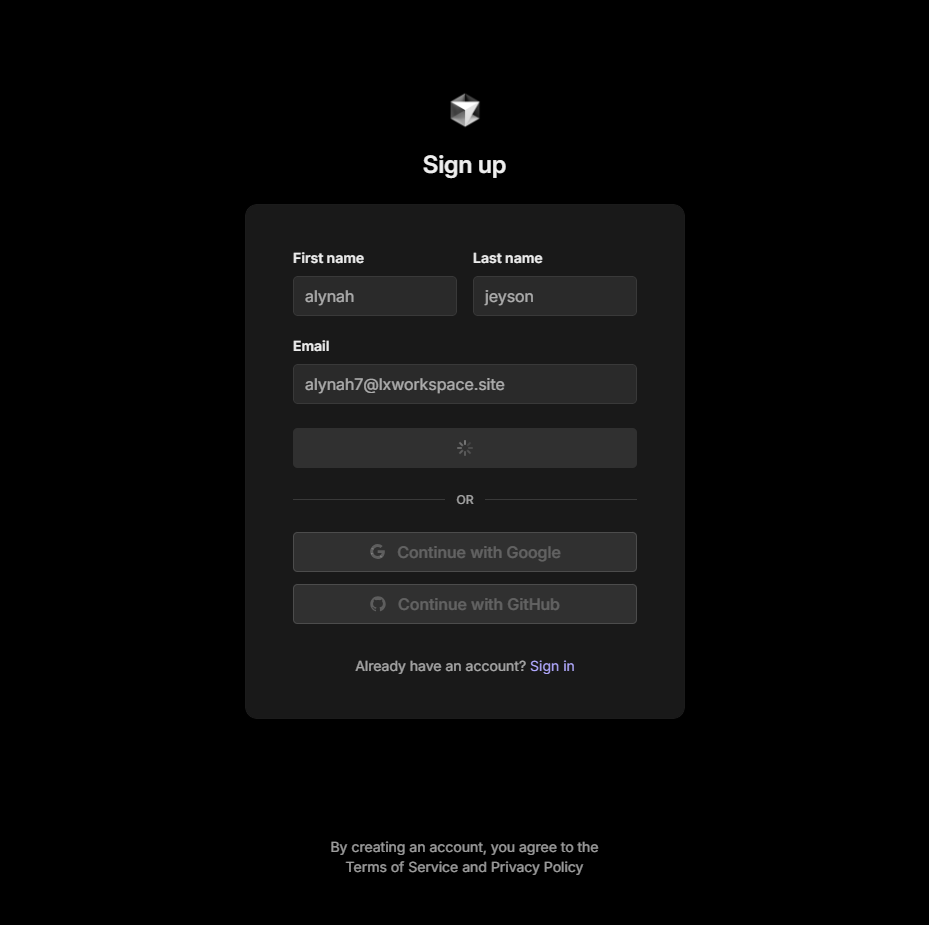 Sign up
First name
Last name
alynah
jeyson
Email
alynah7@lxworkspace.site
OR
Continue with Google
Continue with GitHub
Already have an account? Sign in
By creating an account, you agree to the
Terms of Service and Privacy Policy